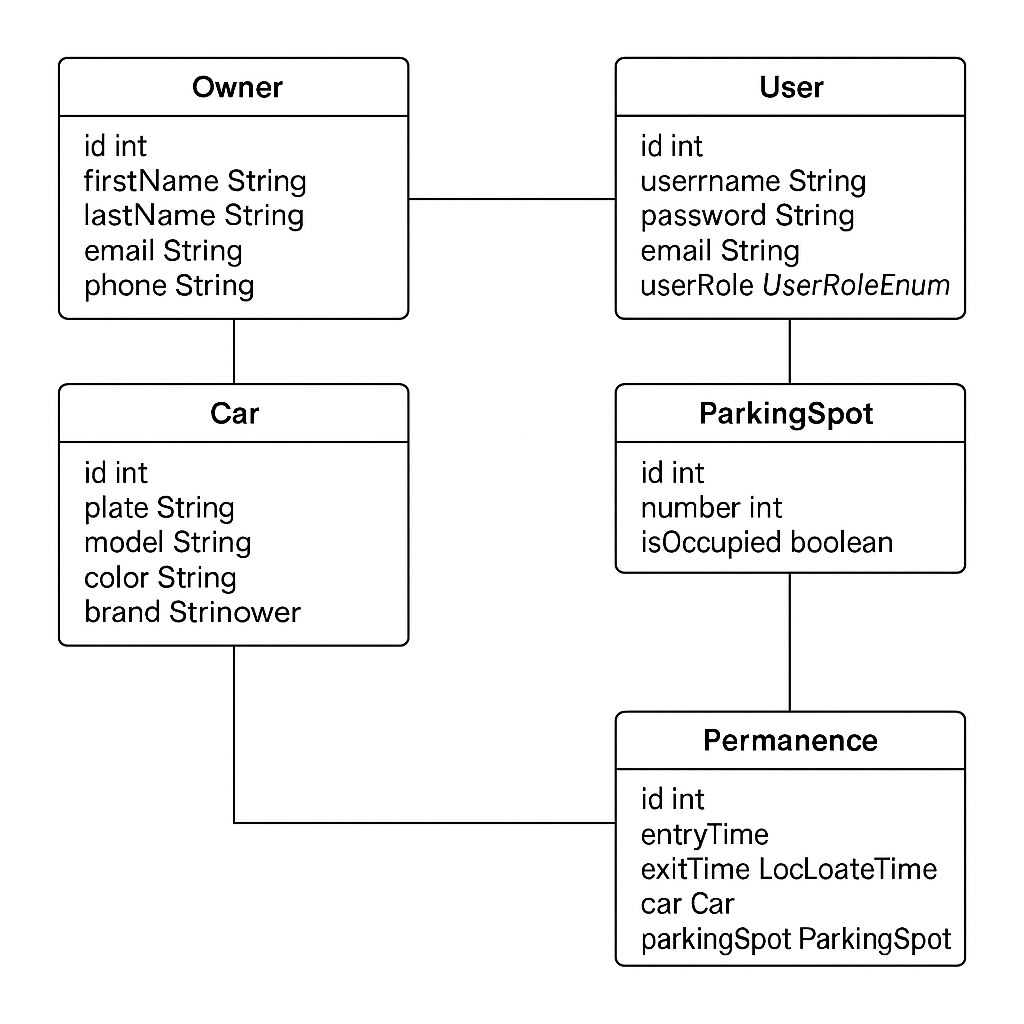 Owner
id int
firstName String
lastName String
email String
phone String
User
id int
userrname String
password String
email String
userRole UserRoleEnum
Car
id int
plate String
model String
color String
brand Strinower
ParkingSpot
id int
number int
isOccupied boolean
Permanence
id int
entryTime
exitTime LocLoateTime
car Car
parkingSpot ParkingSpot